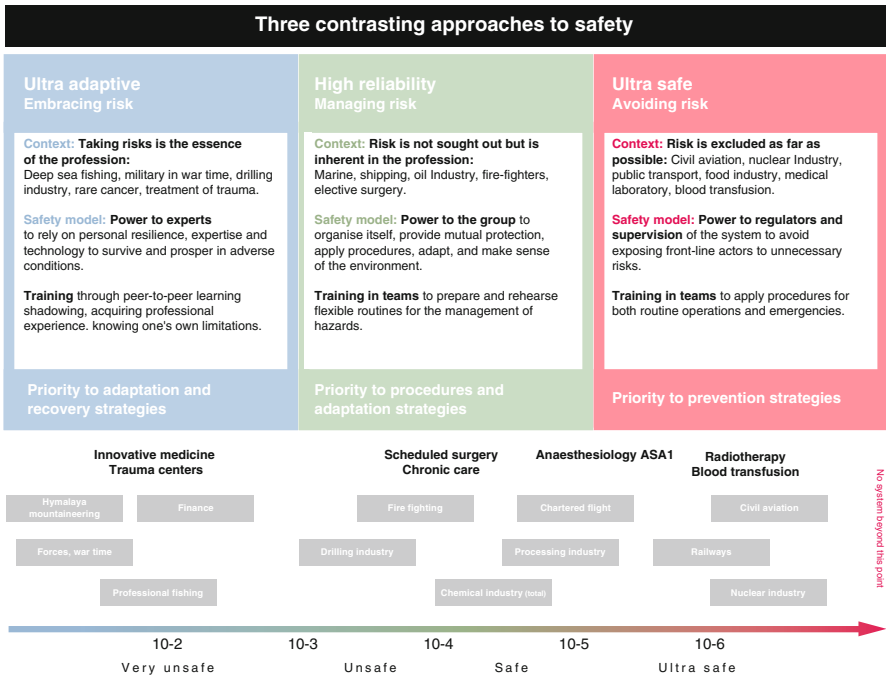 Three contrasting approaches to safety
Ultra adaptive
Embracing risk
Context: Taking risks is the essence
of the profession:
Deep sea fishing, military in war time, drilling
industry, rare cancer, treatment of trauma.
Safety model: Power to experts
to rely on personal resilience, expertise and
technology to survive and prosper in adverse
conditions.
Training through peer-to-peer learning
shadowing, acquiring professional
experience. knowing one's own limitations.
Priority to adaptation and
recovery strategies
High reliability
Managing risk
Context: Risk is not sought out but is
inherent in the profession:
Marine, shipping, oil Industry, fire-fighters,
elective surgery.
Safety model: Power to the group to
organise itself, provide mutual protection,
apply procedures, adapt, and make sense
of the environment.
Training in teams to prepare and rehearse
flexible routines for the management of
hazards.
Priority to procedures and
adaptation strategies
Ultra safe
Avoiding risk
Context: Risk is excluded as far as
possible: Civil aviation, nuclear Industry,
public transport, food industry, medical
laboratory, blood transfusion.
Safety model: Power to regulators and
supervision of the system to avoid
exposing front-line actors to unnecessary
risks.
Training in teams to apply procedures for
both routine operations and emergencies.
Priority to prevention strategies
Innovative medicine
Trauma centers
Scheduled surgery
Chronic care
Anaesthesiology ASA1
Radiotherapy
Blood transfusion
Hymalaya
mountaineering
Finance
Fire fighting
Chartered flight
Civil aviation
Forces, war time
Drilling industry
Processing industry
Railways
Professional fishing
Chemical industry (total)
Nuclear industry
No system beyond this point
10-2
10-3
10-4
10-5
10-6
Very unsafe
Unsafe
Safe
Ultra safe